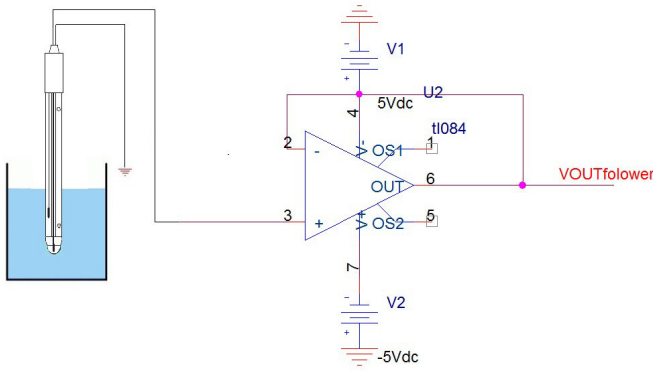 V1
5Vdc
U2
tl084
4
2
-
V-
OS1
1
OUT
6
VOUTfolower
3
+
V+
OS2
5
7
V2
-5Vdc